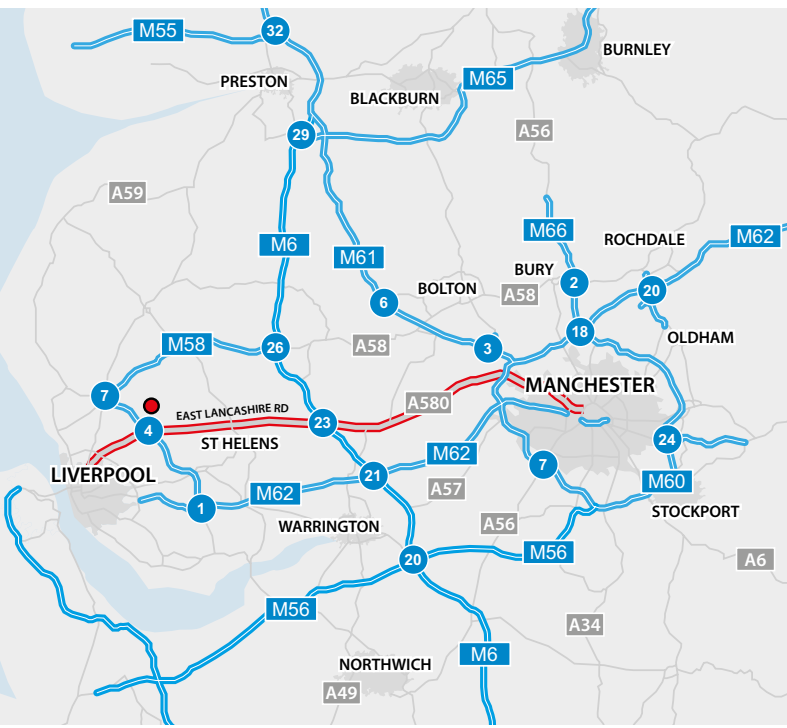 M55
32
BURNLEY
PRESTON
M65
BLACKBURN
29
A56
A59
M66
ROCHDALE
M62
M6
M61
BURY
2
20
BOLTON
A58
6
18
OLDHAM
M58
26
A58
3
MANCHESTER
7
EAST LANCASHIRE RD
A580
4
23
ST HELENS
24
LIVERPOOL
M62
7
21
M60
M62
A57
1
STOCKPORT
WARRINGTON
A56
M56
20
A6
M56
A34
NORTHWICH
M6
A49